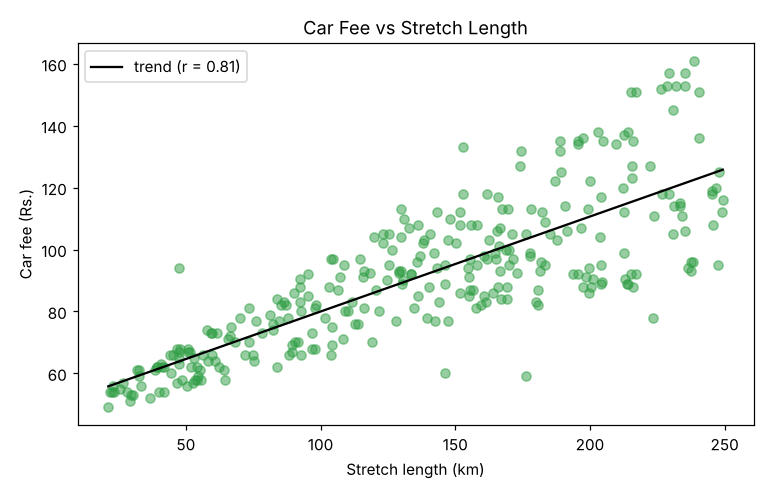 Car Fee vs Stretch Length
trend (r = 0.81)
160
140
120
100
80
60
Car fee (Rs.)
50 100 150 200 250
Stretch length (km)